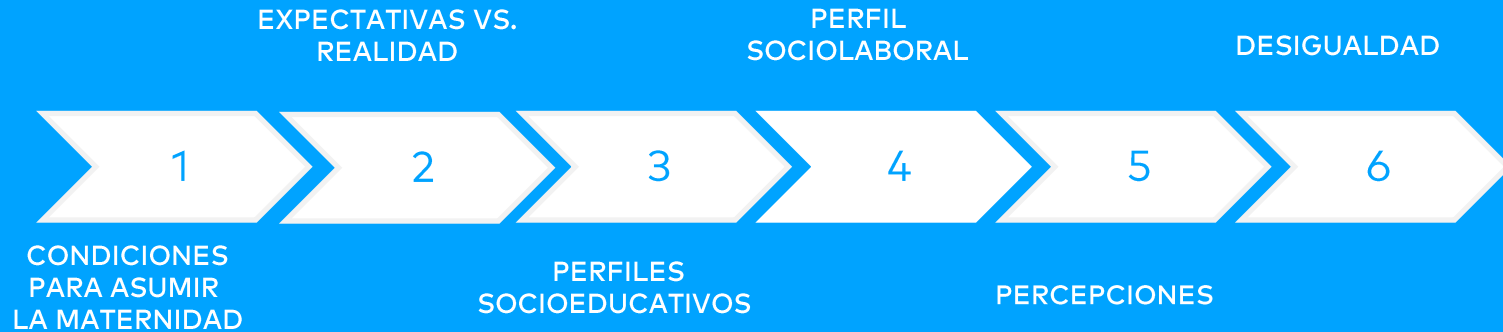 EXPECTATIVAS VS.
REALIDAD
PERFIL
SOCIOLABORAL
DESIGUALDAD
1
2
3
4
5
6
CONDICIONES
PARA ASUMIR
LA MATERNIDAD
PERFILES
SOCIOEDUCATIVOS
PERCEPCIONES